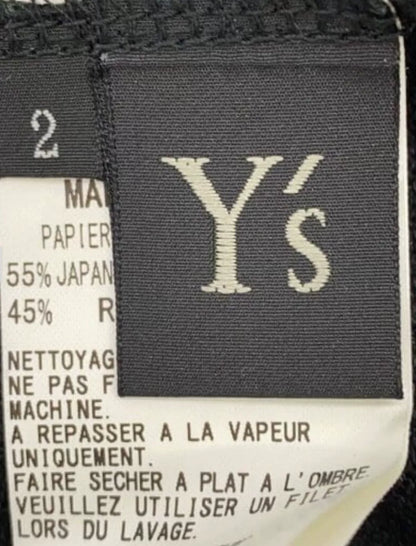 2
Y's
PAPIER
55% JAPAN
45% R
NETTOYAG
NE PAS F
MACHINE.
A REPASSER A LA VAPEUR
UNIQUEMENT.
FAIRE SECHER A PLAT A L'OMBRE
VEUILLEZ UTILISER UN FILET
LORS DU LAVAGE.